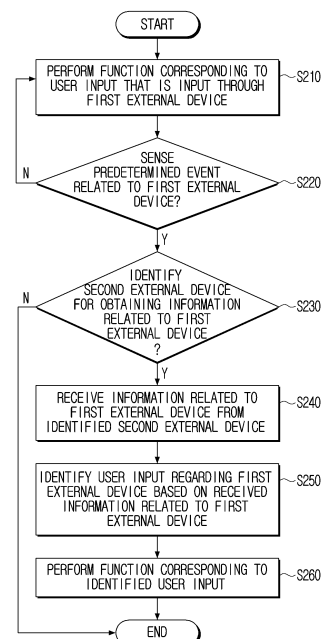 START
PERFORM FUNCTION CORRESPONDING TO
USER INPUT THAT IS INPUT THROUGH
FIRST EXTERNAL DEVICE
S210
SENSE
PREDETERMINED EVENT
RELATED TO FIRST EXTERNAL
DEVICE?
S220
N
Y
IDENTIFY
SECOND EXTERNAL DEVICE
FOR OBTAINING INFORMATION
RELATED TO FIRST
EXTERNAL DEVICE
?
S230
N
Y
RECEIVE INFORMATION RELATED TO
FIRST EXTERNAL DEVICE FROM
IDENTIFIED SECOND EXTERNAL DEVICE
S240
IDENTIFY USER INPUT REGARDING FIRST
EXTERNAL DEVICE BASED ON RECEIVED
INFORMATION RELATED TO FIRST
EXTERNAL DEVICE
S250
PERFORM FUNCTION CORRESPONDING TO
IDENTIFIED USER INPUT
S260
END